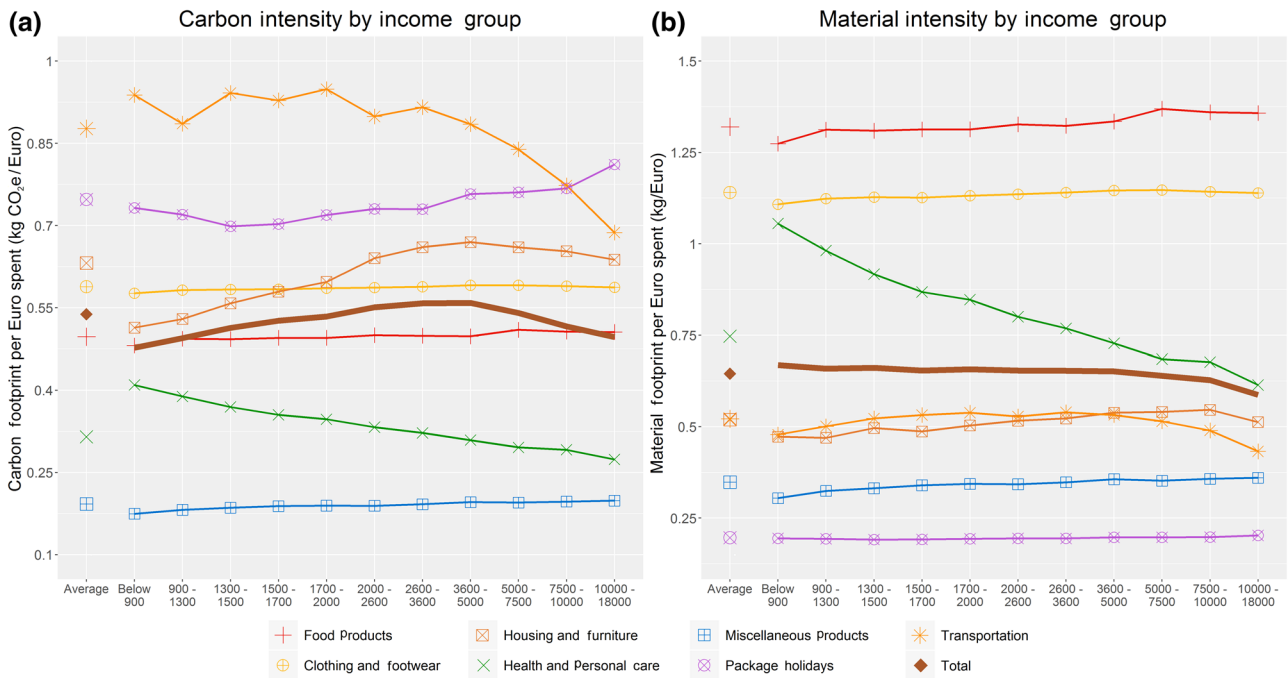 (a)
Carbon intensity by income group
(b)
Material intensity by income group
Carbon footprint per Euro spent (kg CO₂e/Euro)
1
0.85
0.7
0.55
0.4
0.25
0.1
Average
Below 900
900 - 1300
1300 - 1500
1500 - 1700
1700 - 2000
2000 - 2600
2600 - 3600
3600 - 5000
5000 - 7500
7500 - 10000
10000 - 18000
Material footprint per Euro spent (kg/Euro)
1.5
1.25
1
0.75
0.5
0.25
Average
Below 900
900 - 1300
1300 - 1500
1500 - 1700
1700 - 2000
2000 - 2600
2600 - 3600
3600 - 5000
5000 - 7500
7500 - 10000
10000 - 18000
Food Products
Housing and furniture
Miscellaneous products
Transportation
Clothing and footwear
Health and Personal care
Package holidays
Total